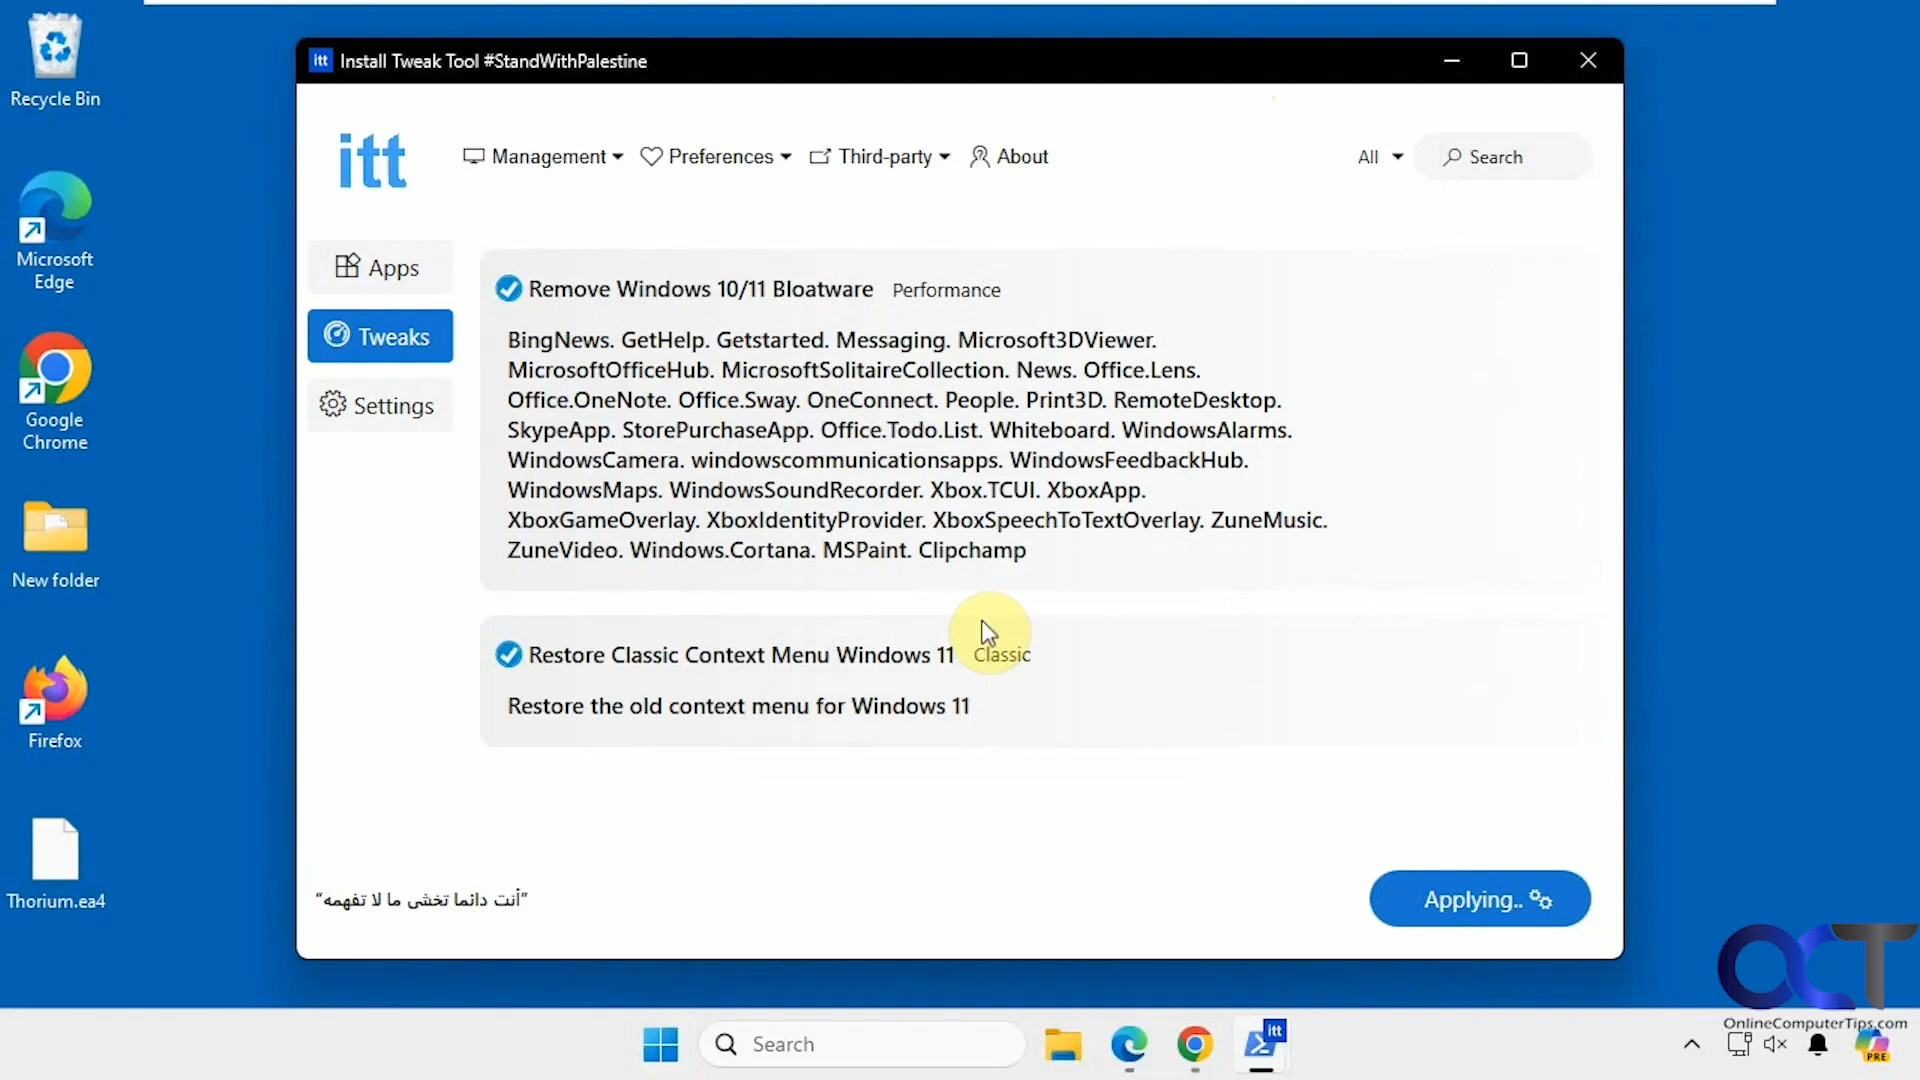 Recycle Bin
Microsoft
Edge
Google
Chrome
New folder
Firefox
Thorium.ea4
itt Install Tweak Tool #StandWithPalestine
itt
Management
Preferences
Third-party
About
All
Search
Apps
Tweaks
Settings
Remove Windows 10/11 Bloatware Performance
BingNews. GetHelp. Getstarted. Messaging. Microsoft3DViewer.
MicrosoftOfficeHub. MicrosoftSolitaireCollection. News. Office.Lens.
Office.OneNote. Office.Sway. OneConnect. People. Print3D. RemoteDesktop.
SkypeApp. StorePurchaseApp. Office.Todo.List. Whiteboard. WindowsAlarms.
WindowsCamera. windowscommunicationsapps. WindowsFeedbackHub.
WindowsMaps. WindowsSoundRecorder. Xbox.TCUI. XboxApp.
XboxGameOverlay. XboxIdentityProvider. XboxSpeechToTextOverlay. ZuneMusic.
ZuneVideo. Windows.Cortana. MSPaint. Clipchamp
Restore Classic Context Menu Windows 11 Classic
Restore the old context menu for Windows 11
“أنت دائما تخشى ما لا تفهمه”
Applying..
OCT
OnlineComputerTips.com
Search
itt
PRE